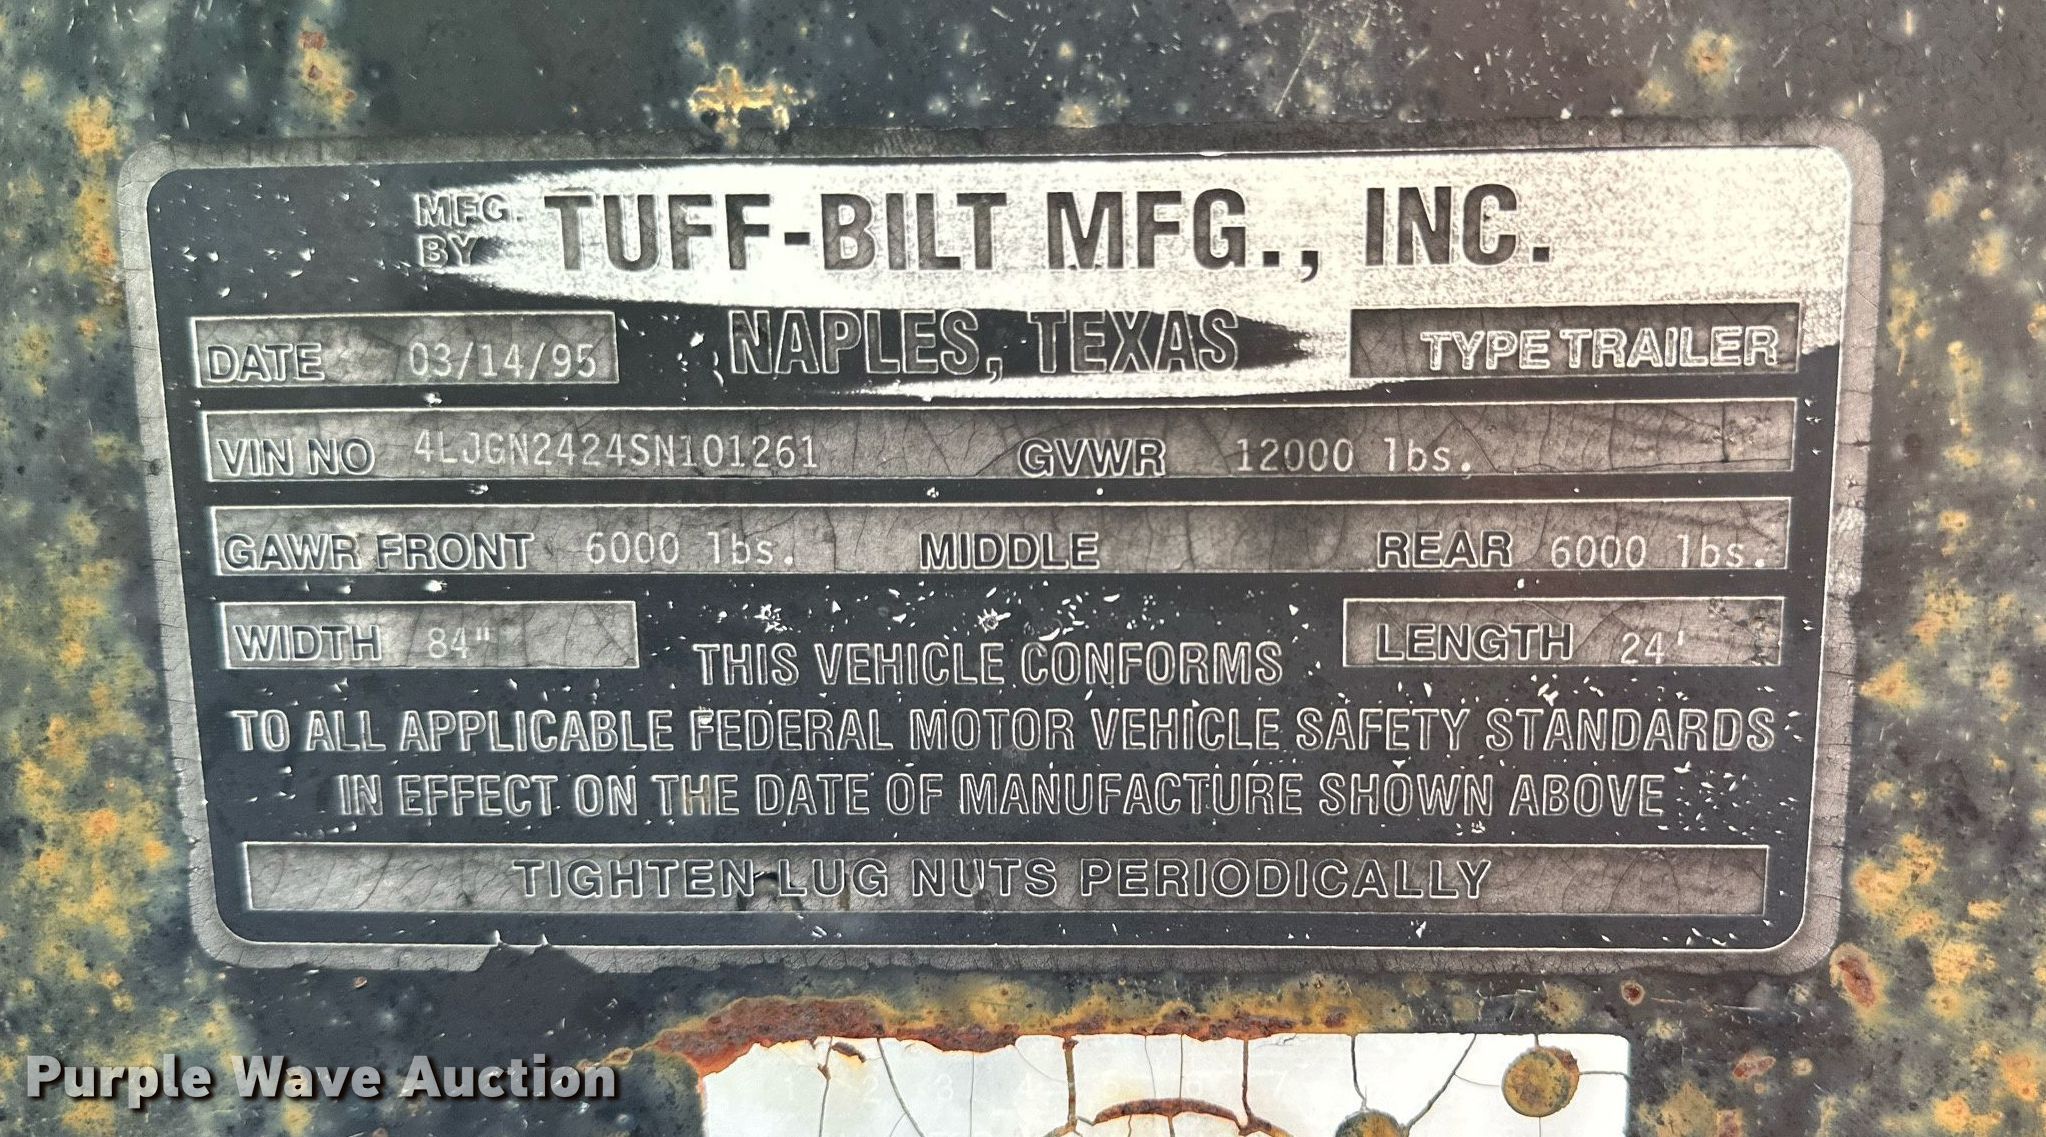 MFG. BY TUFF-BILT MFG., INC.
DATE 03/14/95 NAPLES, TEXAS TYPE TRAILER
VIN NO 4LJGN2424SN101261 GVWR 12000 lbs.
GAWR FRONT 6000 lbs. MIDDLE REAR 6000 lbs.
WIDTH 84" LENGTH 24'
THIS VEHICLE CONFORMS
TO ALL APPLICABLE FEDERAL MOTOR VEHICLE SAFETY STANDARDS
IN EFFECT ON THE DATE OF MANUFACTURE SHOWN ABOVE
TIGHTEN LUG NUTS PERIODICALLY
Purple Wave Auction